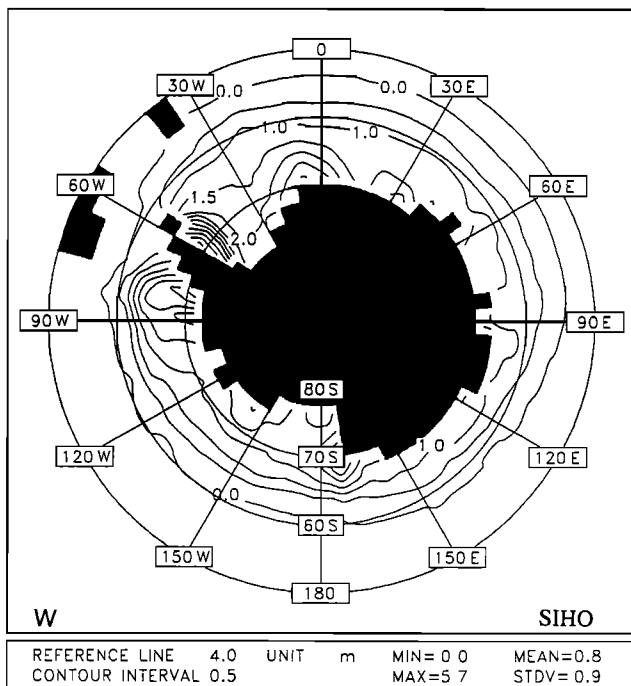 0
30W
0.0
0.0
30E
1.0
1.0
60W
1.5
60E
2.0
90W
90E
80S
120W
70S
1.0
120E
0.0
60S
150W
150E
180
W
SIHO
REFERENCE LINE 4.0 UNIT m MIN= 0 0 MEAN=0.8
CONTOUR INTERVAL 0.5 MAX=5 7 STDV= 0.9